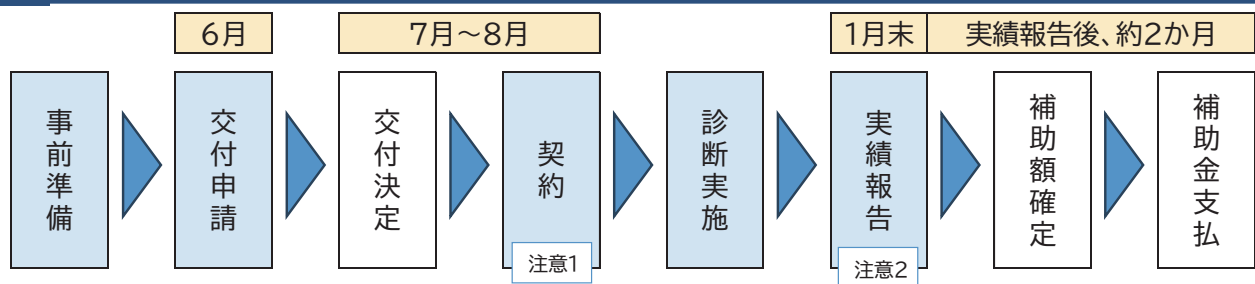 6月
7月～8月
1月末
実績報告後、約2か月
事前準備
交付申請
交付決定
契約
診断実施
実績報告
補助額確定
補助金支払
注意1
注意2